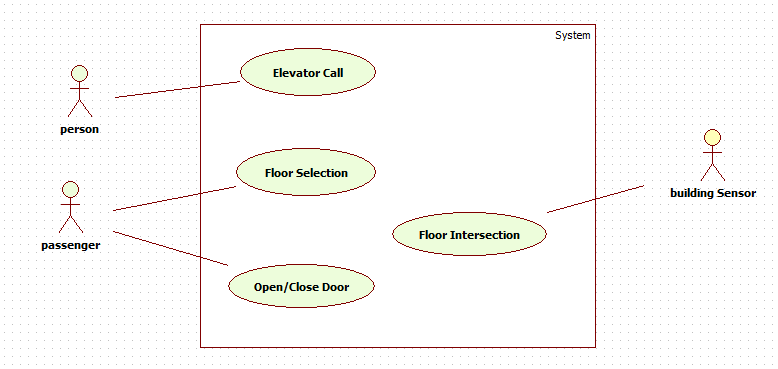 System
Elevator Call
person
Floor Selection
building Sensor
passenger
Floor Intersection
Open/Close Door